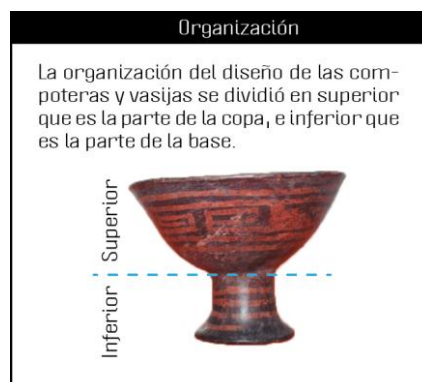 Organización
La organización del diseño de las com-
poteras y vasijas se dividió en superior
que es la parte de la copa, e inferior que
es la parte de la base.
Superior
Inferior